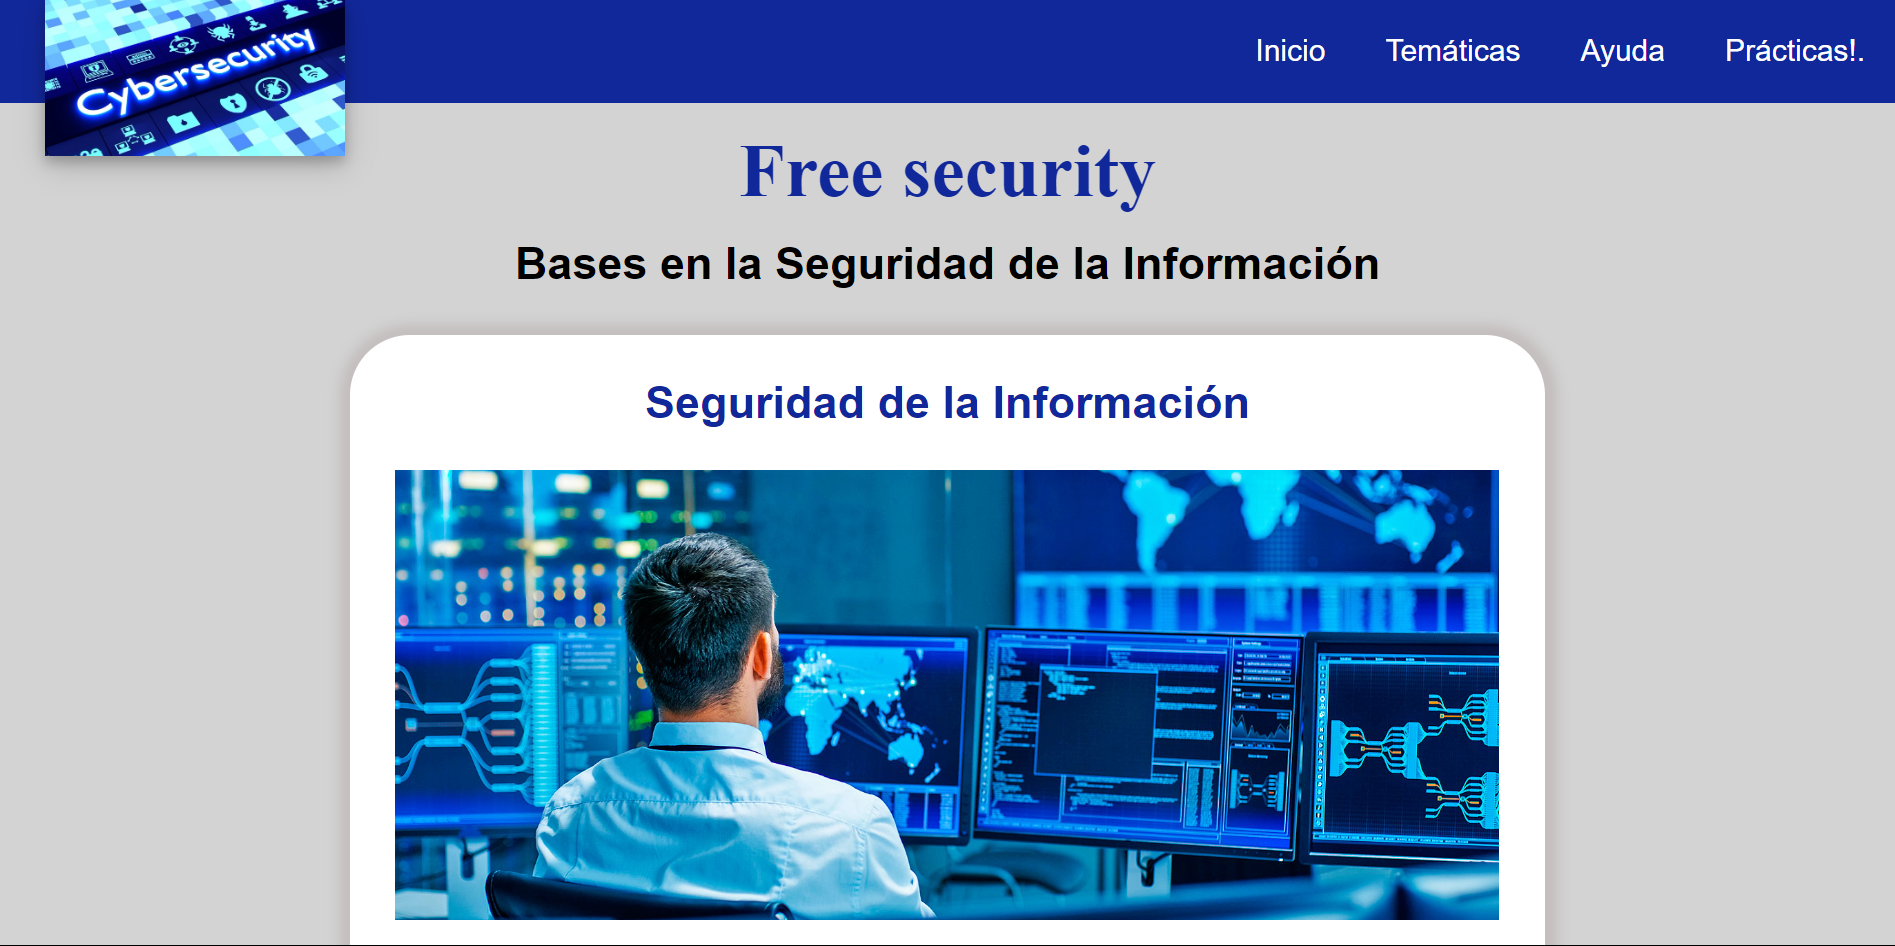 Cybersecurity
Inicio Temáticas Ayuda Prácticas!.
Free security
Bases en la Seguridad de la Información
Seguridad de la Información